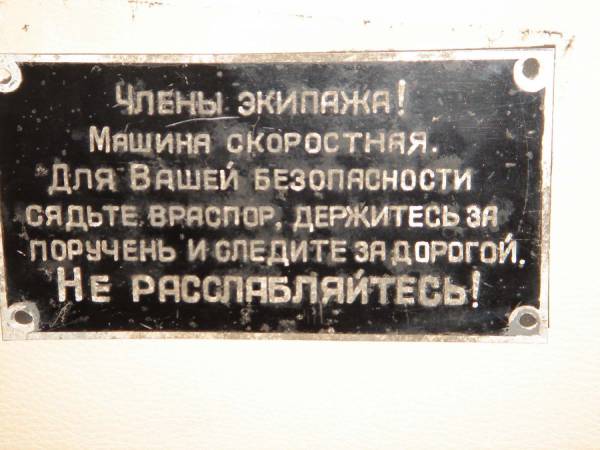 Члены экипажа!
Машина скоростная.
Для Вашей безопасности
сядьте враспор, держитесь за
поручень и следите за дорогой.
Не расслабляйтесь!